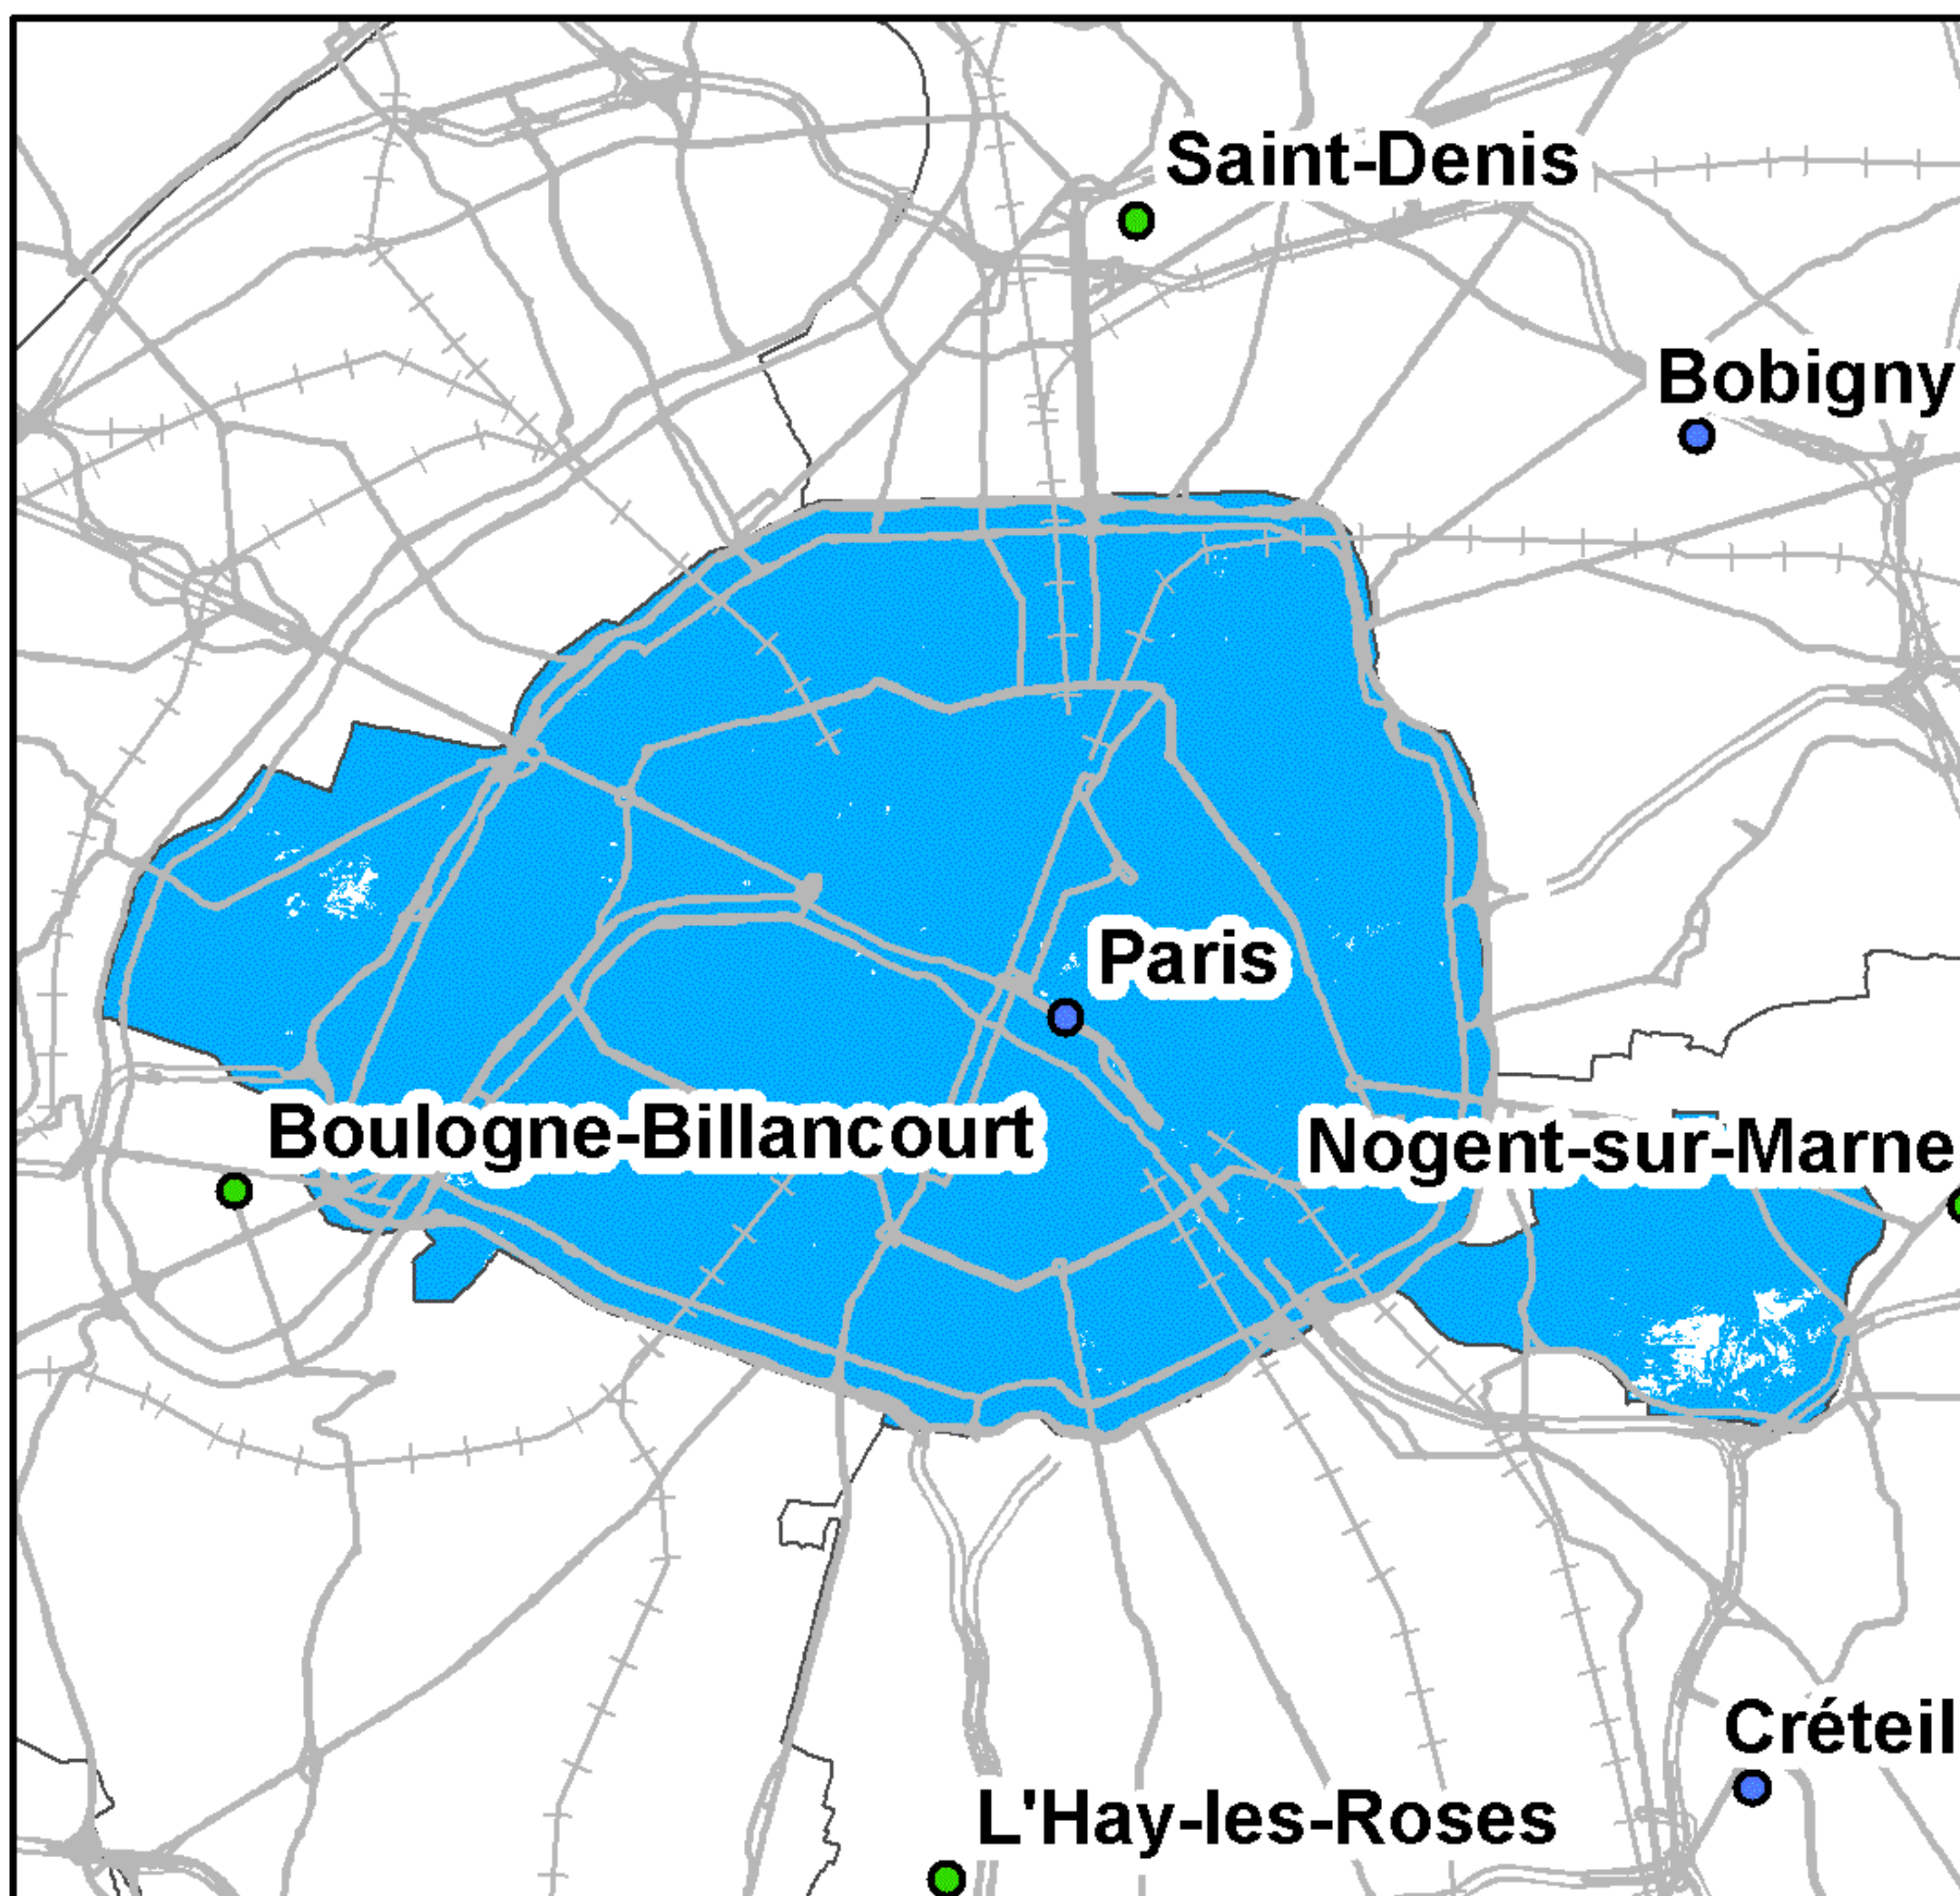 Saint-Denis
Bobigny
Paris
Boulogne-Billancourt
Nogent-sur-Marne
Créteil
L'Hay-les-Roses